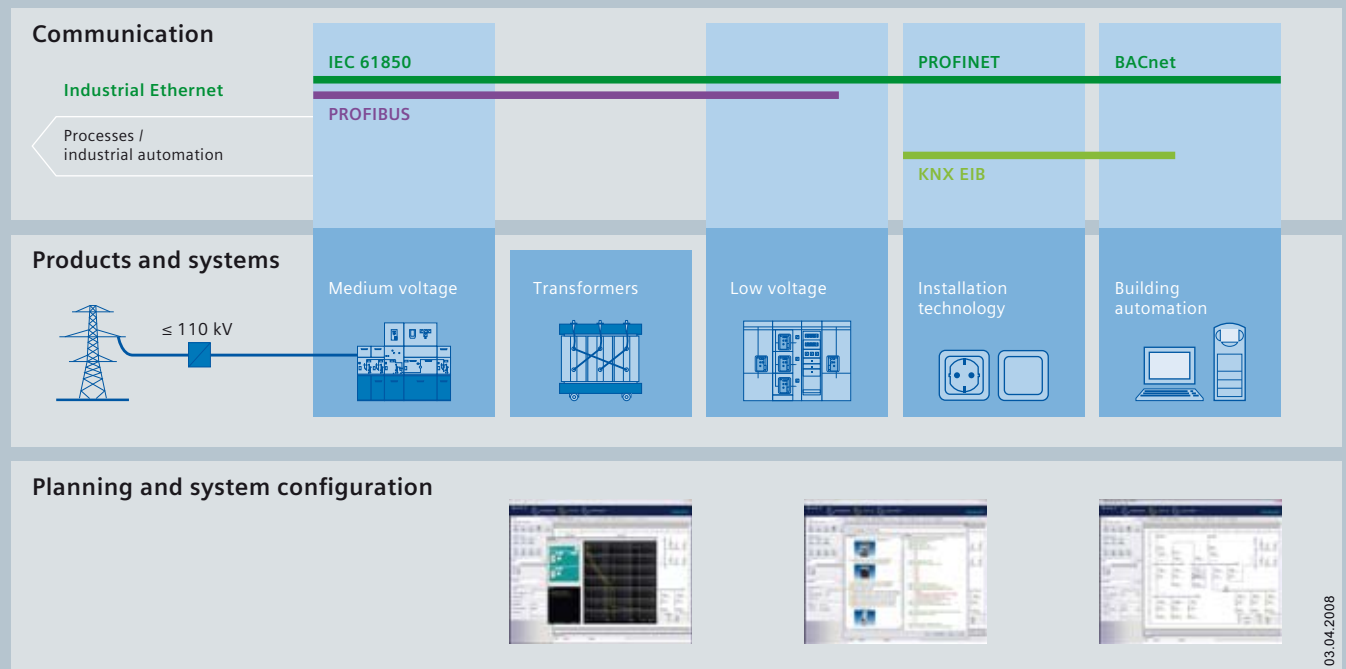 Communication
IEC 61850
PROFINET
BACnet
Industrial Ethernet
PROFIBUS
Processes /
industrial automation
KNX EIB
Products and systems
Medium voltage
Transformers
Low voltage
Installation
technology
Building
automation
≤ 110 kV
Planning and system configuration
03.04.2008